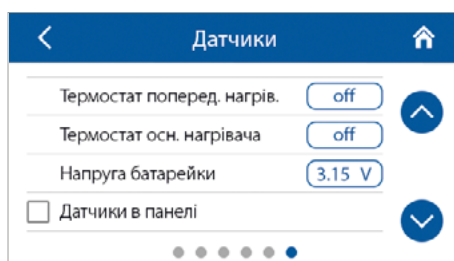 Датчики
Термостат поперед. нагрів. off
Термостат осн. нагрівача off
Напруга батарейки 3.15 V
Датчики в панелі